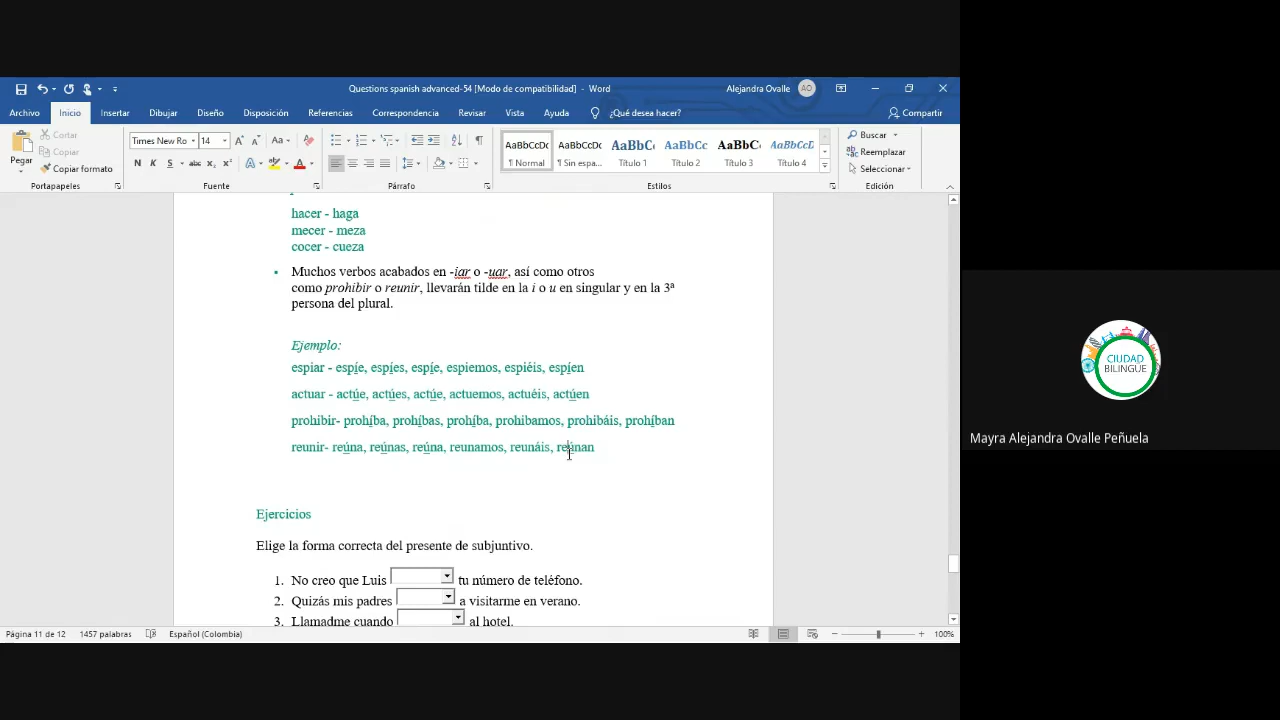 Questions spanish advanced-54 [Modo de compatibilidad] - Word
Alejandra Ovalle
AO
Archivo Inicio Insertar Dibujar Diseño Disposición Referencias Correspondencia Revisar Vista Ayuda ¿Qué desea hacer? Compartir
Pegar
Cortar
Copiar
Copiar formato
Portapapeles
Times New Ro 14
N K S abc x₂ x²
Fuente
Párrafo
AaBbCcDc AaBbCcDc AaBbCc AaBbCc AaBbC AaBbCcD
¶ Normal ¶ Sin espa... Título 1 Título 2 Título 3 Título 4
Estilos
Buscar
Reemplazar
Seleccionar
Edición
hacer - haga
mecer - meza
cocer - cueza
Muchos verbos acabados en -iar o -uar, así como otros
como prohibir o reunir, llevarán tilde en la i o u en singular y en la 3ª
persona del plural.
Ejemplo:
espiar - espíe, espíes, espíe, espiemos, espiéis, espíen
actuar - actúe, actúes, actúe, actuemos, actuéis, actúen
prohibir- prohíba, prohíbas, prohíba, prohibamos, prohibáis, prohíban
reunir- reúna, reúnas, reúna, reunamos, reunáis, reúnan
Ejercicios
Elige la forma correcta del presente de subjuntivo.
1. No creo que Luis tu número de teléfono.
2. Quizás mis padres a visitarme en verano.
3. Llamadme cuando al hotel.
Página 11 de 12 1457 palabras Español (Colombia) 100%
CIUDAD
BILINGÜE
Mayra Alejandra Ovalle Peñuela